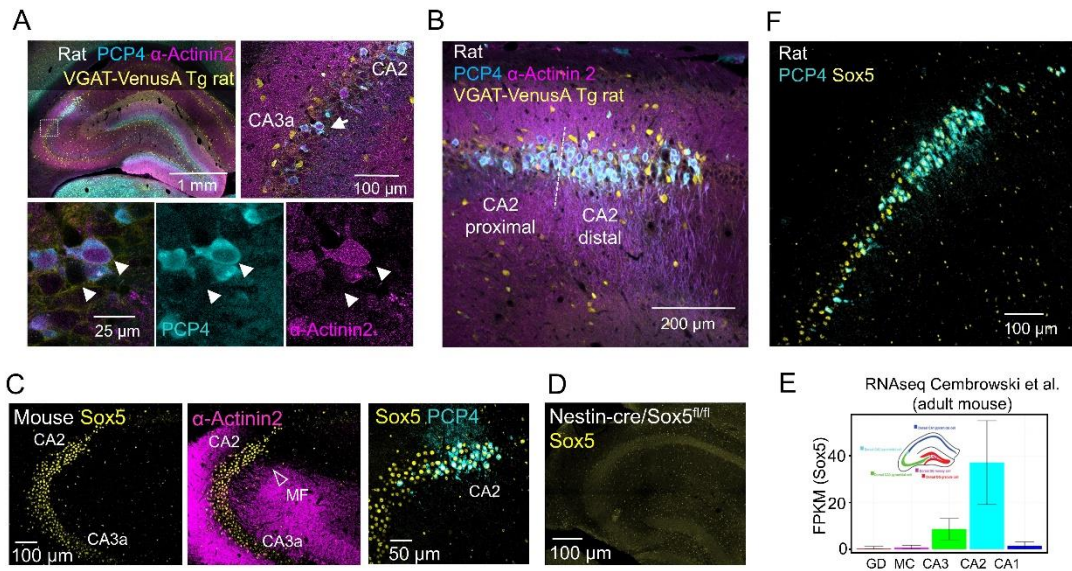 A
Rat PCP4 α-Actinin2
VGAT-VenusA Tg rat
1 mm
CA2
CA3a
100 µm
25 µm
PCP4
α-Actinin2
B
Rat
PCP4 α-Actinin 2
VGAT-VenusA Tg rat
CA2
proximal
CA2
distal
200 µm
F
Rat
PCP4 Sox5
100 µm
C
Mouse Sox5
CA2
CA3a
100 µm
α-Actinin2
CA2
MF
CA3a
Sox5 PCP4
CA2
50 µm
D
Nestin-cre/Sox5fl/fl
Sox5
100 µm
E
RNAseq Cembrowski et al.
(adult mouse)
FPKM (Sox5)
40
20
0
GD MC CA3 CA2 CA1